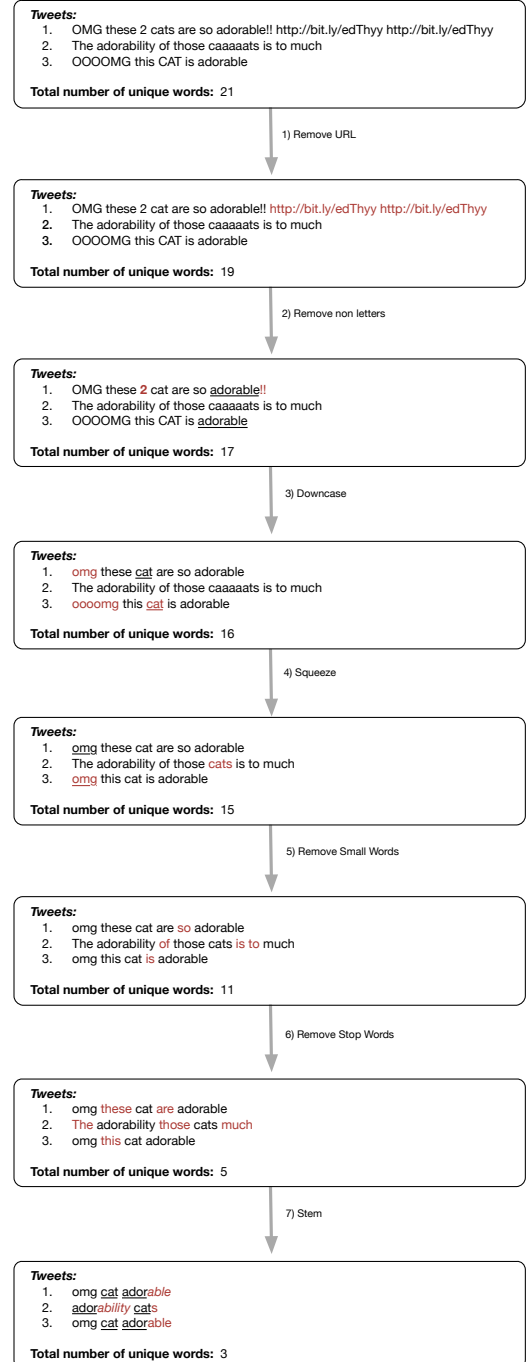 Tweets:
1. OMG these 2 cats are so adorable!! http://bit.ly/edThyy http://bit.ly/edThyy
2. The adorability of those caaaaats is to much
3. OOOOMG this CAT is adorable
Total number of unique words: 21
1) Remove URL
Tweets:
1. OMG these 2 cat are so adorable!! http://bit.ly/edThyy http://bit.ly/edThyy
2. The adorability of those caaaaats is to much
3. OOOOMG this CAT is adorable
Total number of unique words: 19
2) Remove non letters
Tweets:
1. OMG these 2 cat are so adorable!!
2. The adorability of those caaaaats is to much
3. OOOOMG this CAT is adorable
Total number of unique words: 17
3) Downcase
Tweets:
1. omg these cat are so adorable
2. The adorability of those caaaaats is to much
3. oooomg this cat is adorable
Total number of unique words: 16
4) Squeeze
Tweets:
1. omg these cat are so adorable
2. The adorability of those cats is to much
3. omg this cat is adorable
Total number of unique words: 15
5) Remove Small Words
Tweets:
1. omg these cat are so adorable
2. The adorability of those cats is to much
3. omg this cat is adorable
Total number of unique words: 11
6) Remove Stop Words
Tweets:
1. omg these cat are adorable
2. The adorability those cats much
3. omg this cat adorable
Total number of unique words: 5
7) Stem
Tweets:
1. omg cat adorable
2. adorability cats
3. omg cat adorable
Total number of unique words: 3